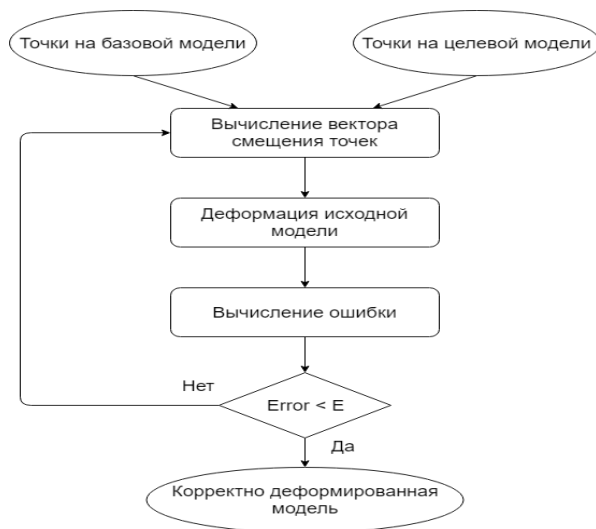 Точки на базовой модели
Точки на целевой модели
Вычисление вектора
смещения точек
Деформация исходной
модели
Вычисление ошибки
Нет
Error < E
Да
Корректно деформированная
модель